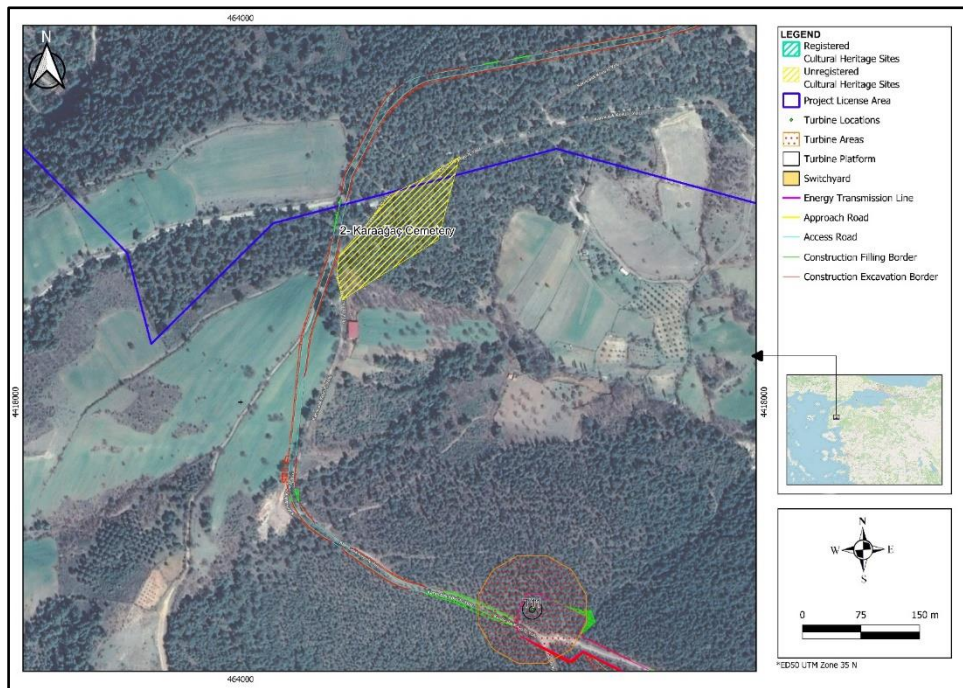 464000
N
2- Karaağaç Cemetery
4418000
4418000
464000
LEGEND
Registered
Cultural Heritage Sites
Unregistered
Cultural Heritage Sites
Project License Area
Turbine Locations
Turbine Areas
Turbine Platform
Switchyard
Energy Transmission Line
Approach Road
Access Road
Construction Filling Border
Construction Excavation Border
N
W E
S
0 75 150 m
*ED50 UTM Zone 35 N